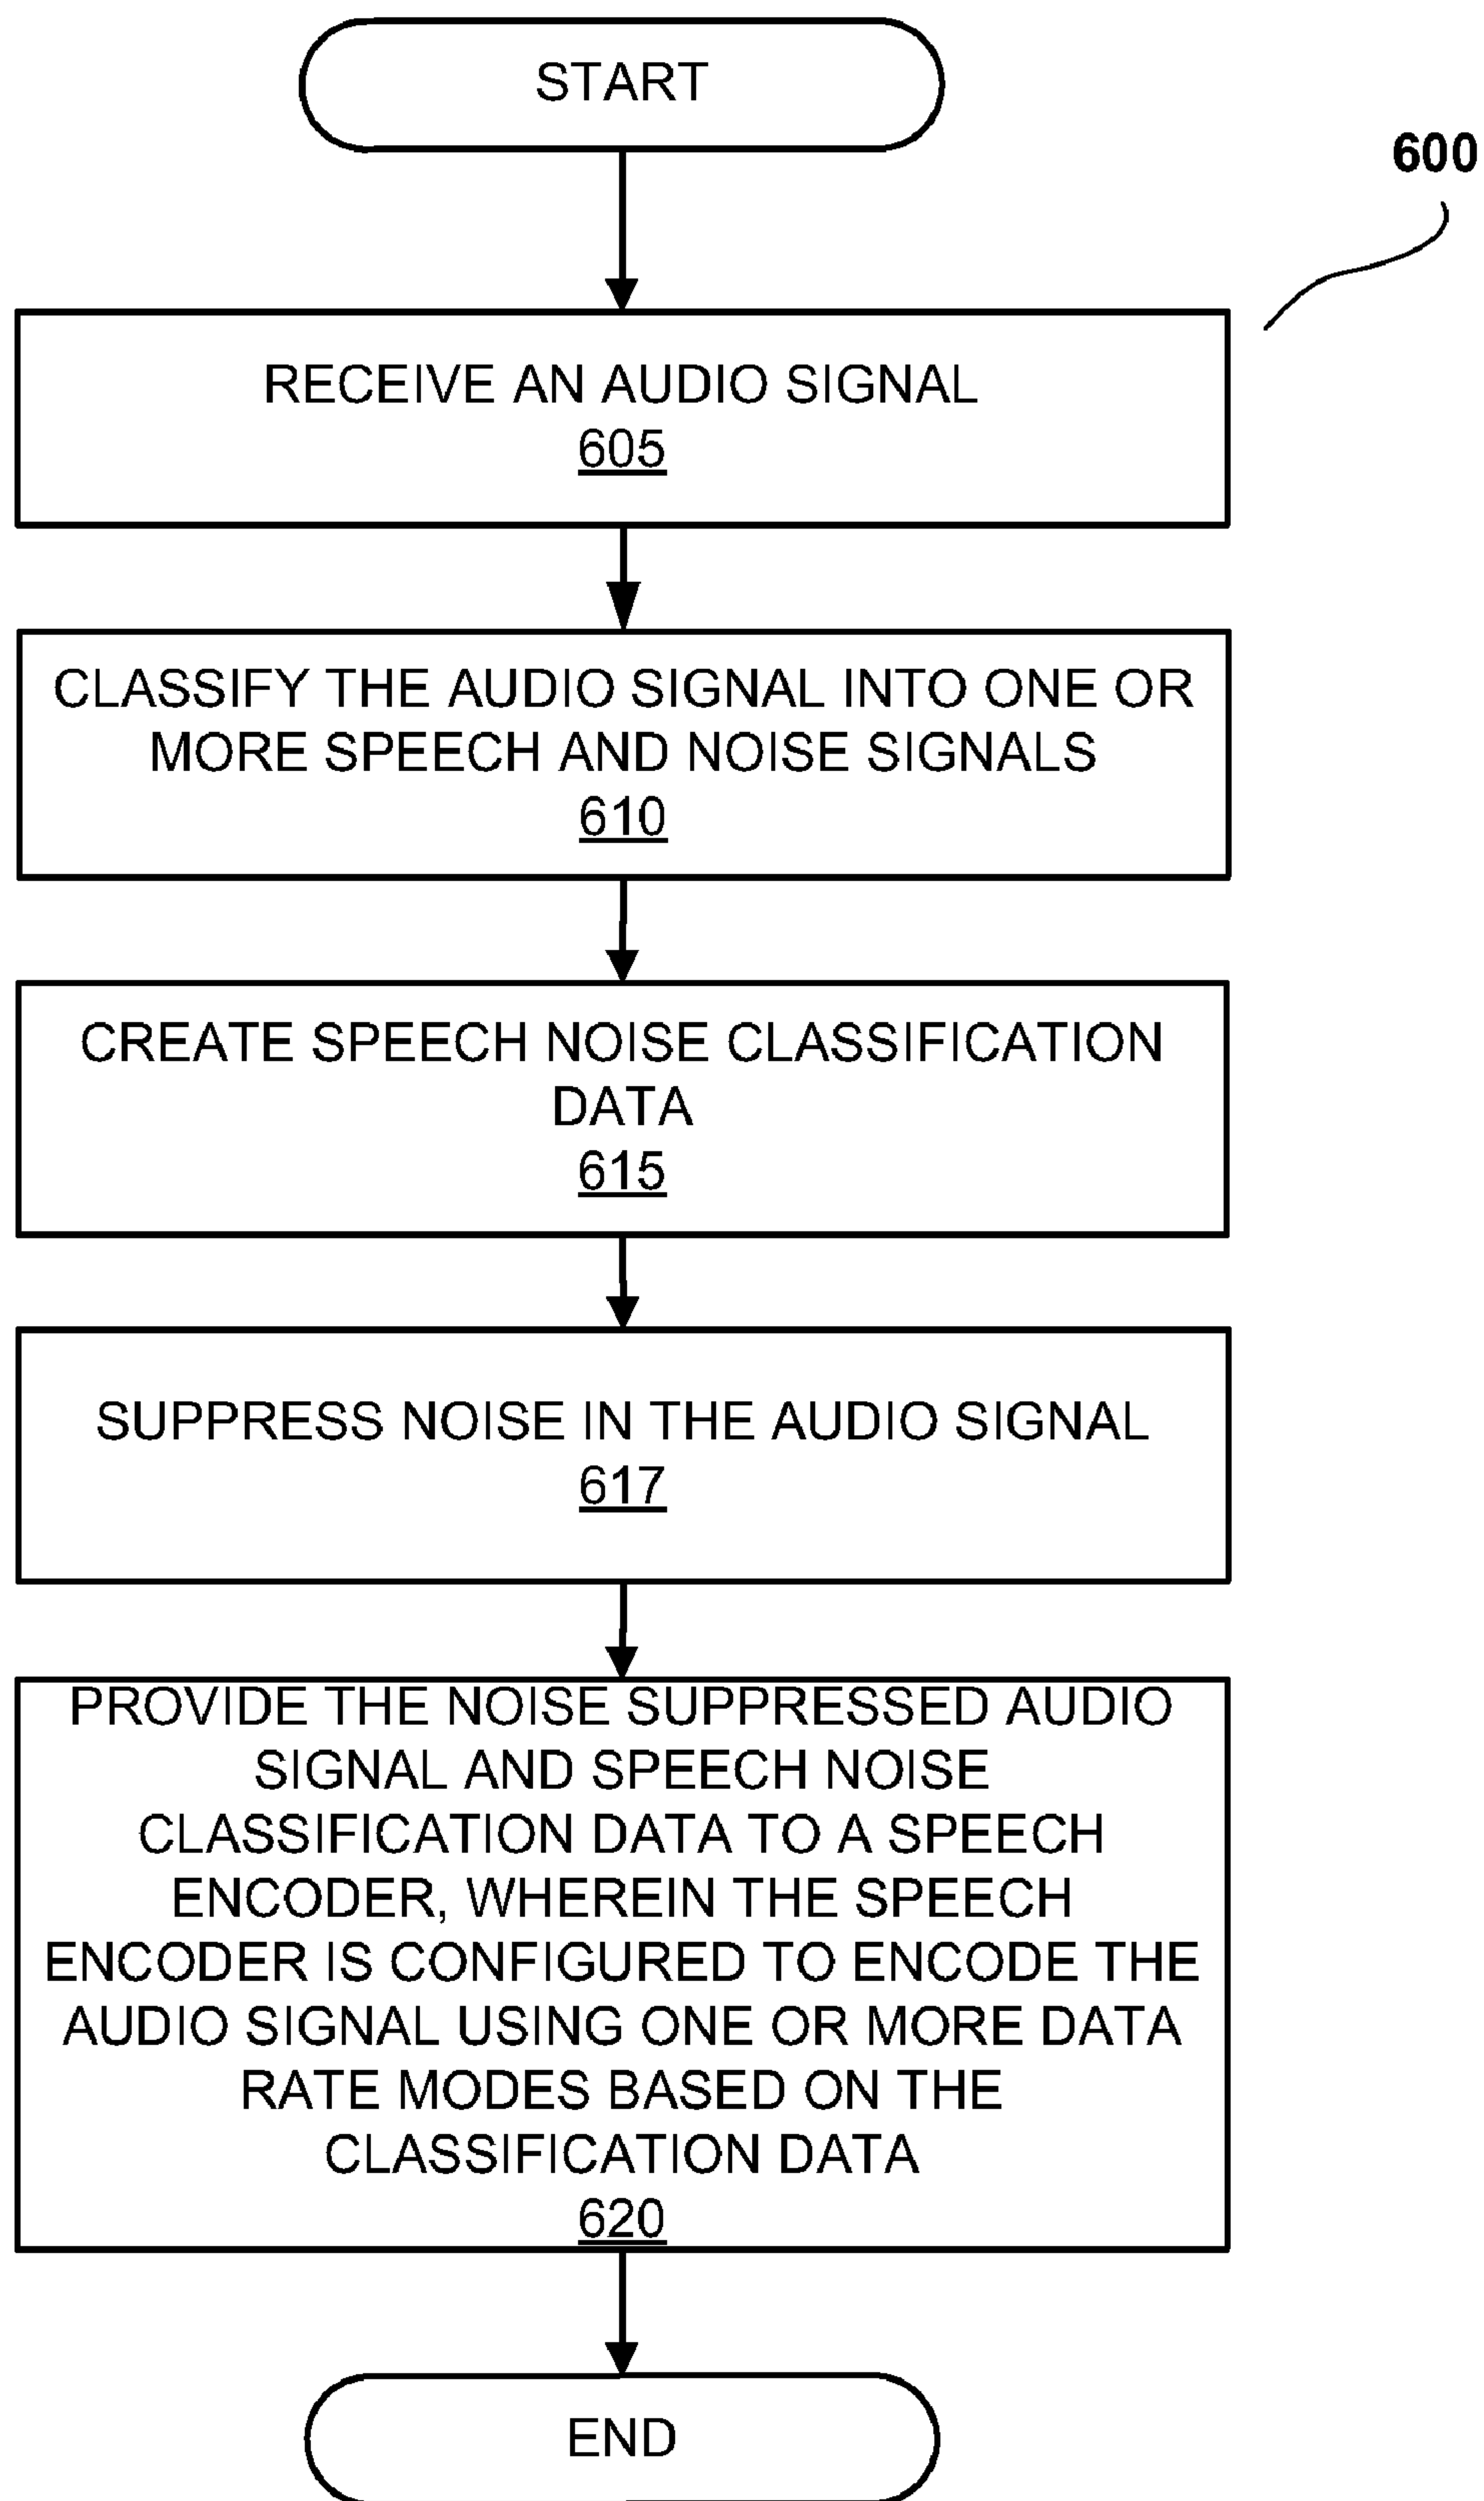 START
600
RECEIVE AN AUDIO SIGNAL
605
CLASSIFY THE AUDIO SIGNAL INTO ONE OR
MORE SPEECH AND NOISE SIGNALS
610
CREATE SPEECH NOISE CLASSIFICATION
DATA
615
SUPPRESS NOISE IN THE AUDIO SIGNAL
617
PROVIDE THE NOISE SUPPRESSED AUDIO
SIGNAL AND SPEECH NOISE
CLASSIFICATION DATA TO A SPEECH
ENCODER, WHEREIN THE SPEECH
ENCODER IS CONFIGURED TO ENCODE THE
AUDIO SIGNAL USING ONE OR MORE DATA
RATE MODES BASED ON THE
CLASSIFICATION DATA
620
END